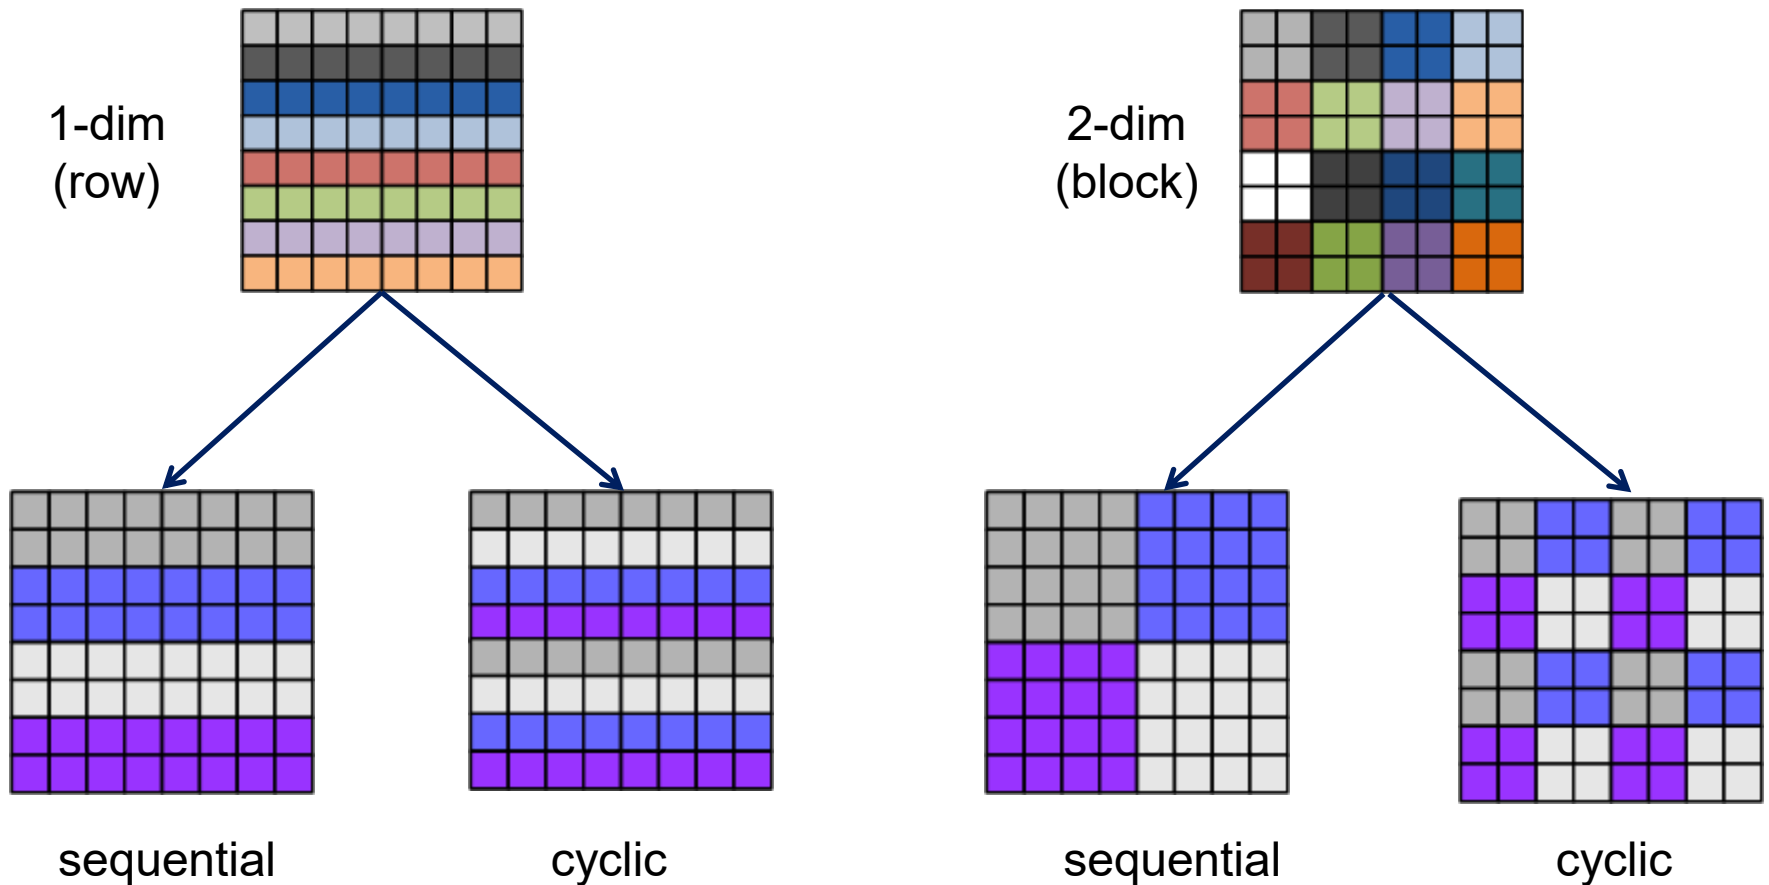 1-dim
(row)
2-dim
(block)
sequential
cyclic
sequential
cyclic